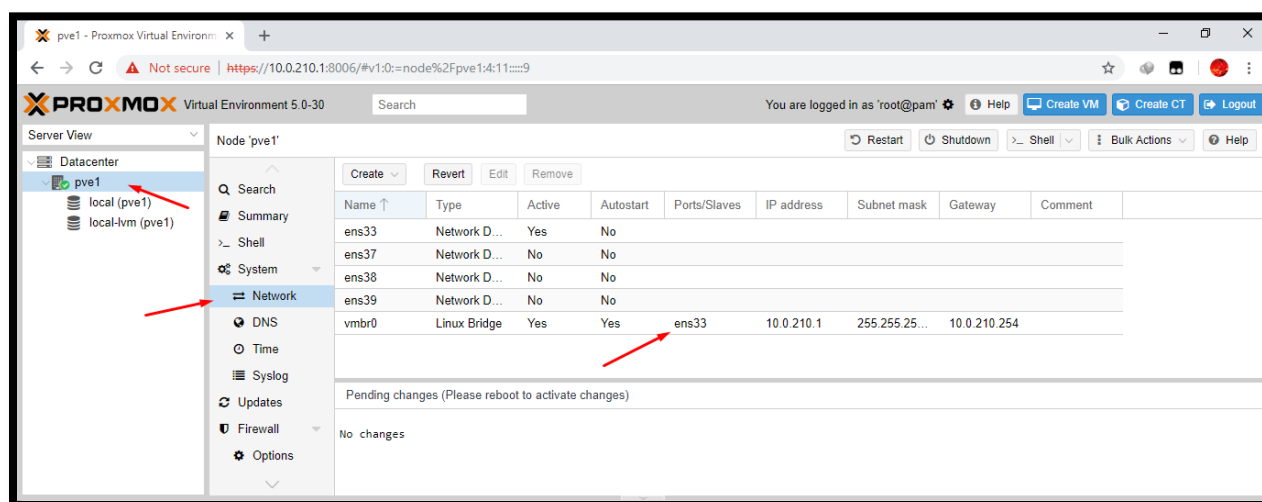 pve1 - Proxmox Virtual Environm
Not secure | https://10.0.210.1:8006/#v1:0:=node%2Fpve1:4:11:::::9
PROXMOX Virtual Environment 5.0-30 Search You are logged in as 'root@pam' Help Create VM Create CT Logout
Server View
Datacenter
pve1
local (pve1)
local-lvm (pve1)
Node 'pve1' Restart Shutdown >_ Shell Bulk Actions Help
Search
Summary
>_ Shell
System
Network
DNS
Time
Syslog
Updates
Firewall
Options
Create Revert Edit Remove
Name Type Active Autostart Ports/Slaves IP address Subnet mask Gateway Comment
ens33 Network D... Yes No
ens37 Network D... No No
ens38 Network D... No No
ens39 Network D... No No
vmbr0 Linux Bridge Yes Yes ens33 10.0.210.1 255.255.25... 10.0.210.254
Pending changes (Please reboot to activate changes)
No changes